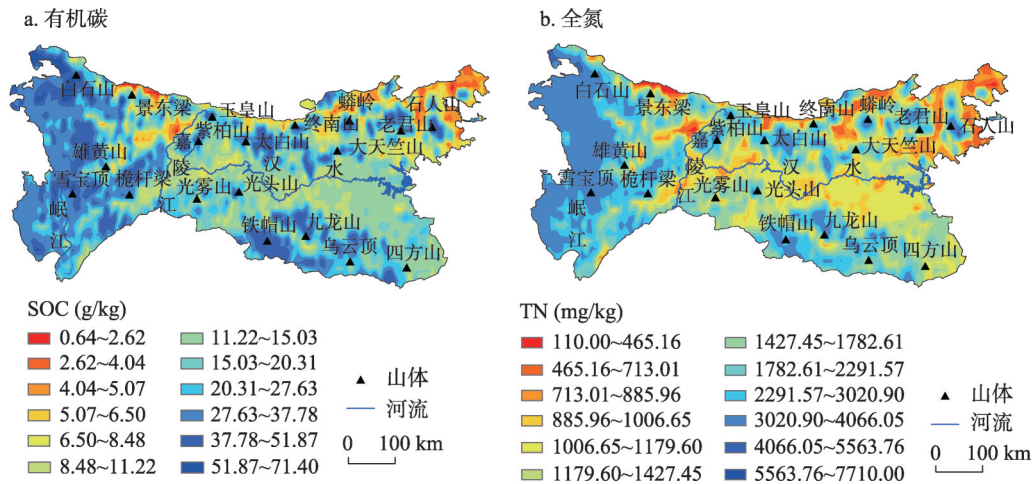 a. 有机碳
白石山
景东梁
玉皇山
终南山
蟒岭
石人山
老君山
紫柏山
太白山
大天竺山
嘉
陵
江
汉
水
雄黄山
雪宝顶
桅杆梁
光雾山
光头山
岷
江
铁帽山
九龙山
乌云顶
四方山
SOC (g/kg)
0.64~2.62
2.62~4.04
4.04~5.07
5.07~6.50
6.50~8.48
8.48~11.22
11.22~15.03
15.03~20.31
20.31~27.63
27.63~37.78
37.78~51.87
51.87~71.40
山体
河流
0 100 km
b. 全氮
白石山
景东梁
玉皇山
终南山
蟒岭
老君山
石人山
紫柏山
太白山
大天竺山
嘉
陵
江
汉
水
雄黄山
雪宝顶
桅杆梁
光雾山
光头山
岷
江
铁帽山
九龙山
乌云顶
四方山
TN (mg/kg)
110.00~465.16
465.16~713.01
713.01~885.96
885.96~1006.65
1006.65~1179.60
1179.60~1427.45
1427.45~1782.61
1782.61~2291.57
2291.57~3020.90
3020.90~4066.05
4066.05~5563.76
5563.76~7710.00
山体
河流
0 100 km